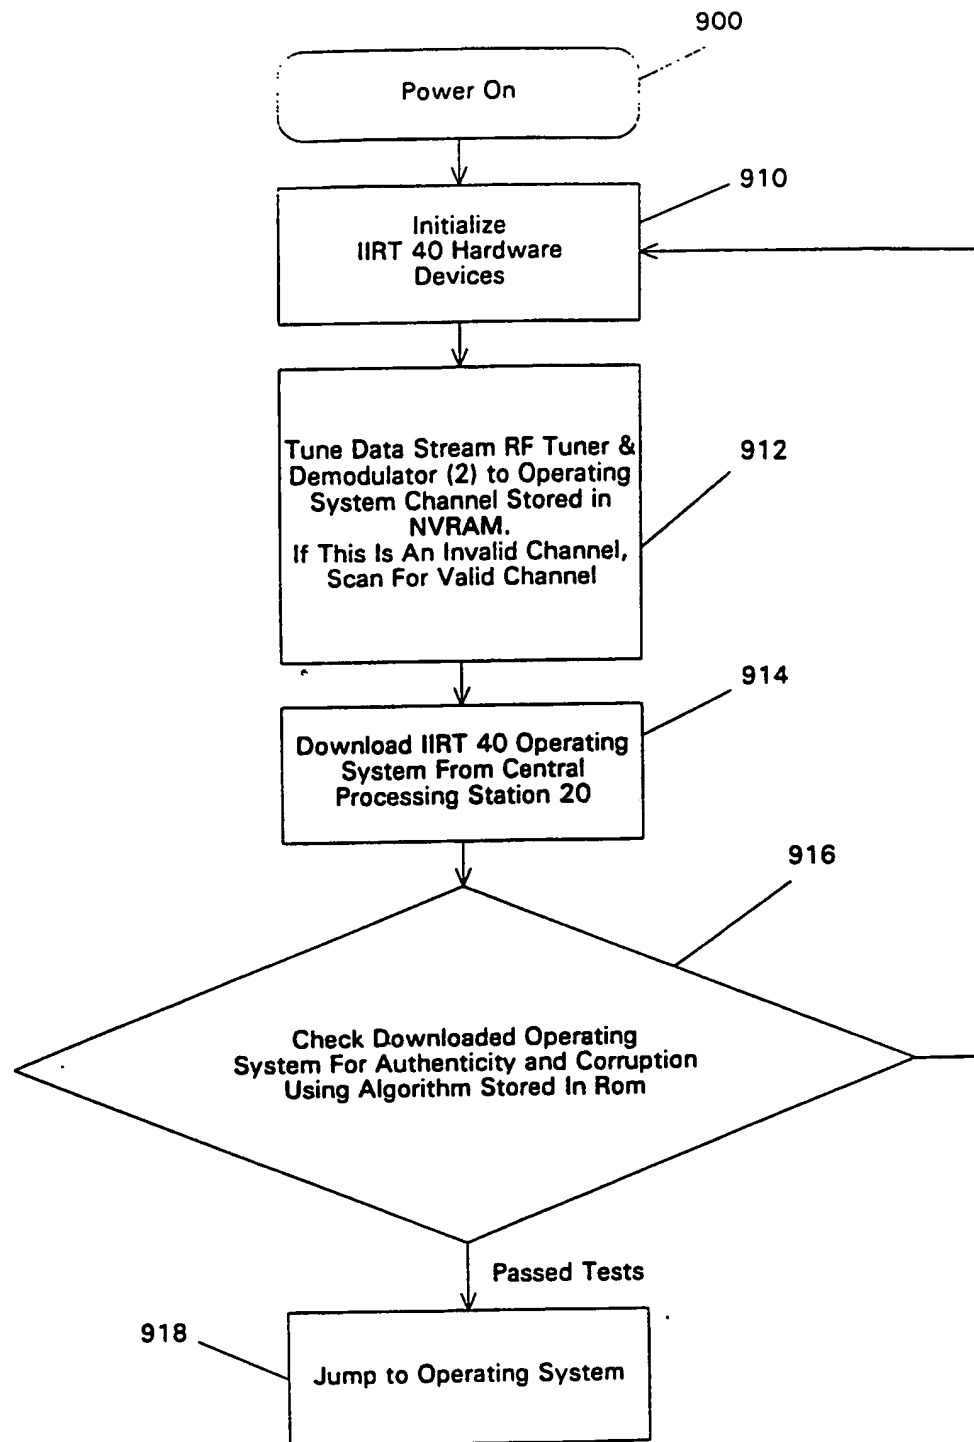 900
Power On
910
Initialize
IIRT 40 Hardware
Devices
Tune Data Stream RF Tuner &
Demodulator (2) to Operating
System Channel Stored in
NVRAM.
If This Is An Invalid Channel,
Scan For Valid Channel
912
914
Download IIRT 40 Operating
System From Central
Processing Station 20
916
Check Downloaded Operating
System For Authenticity and Corruption
Using Algorithm Stored In Rom
Passed Tests
918
Jump to Operating System